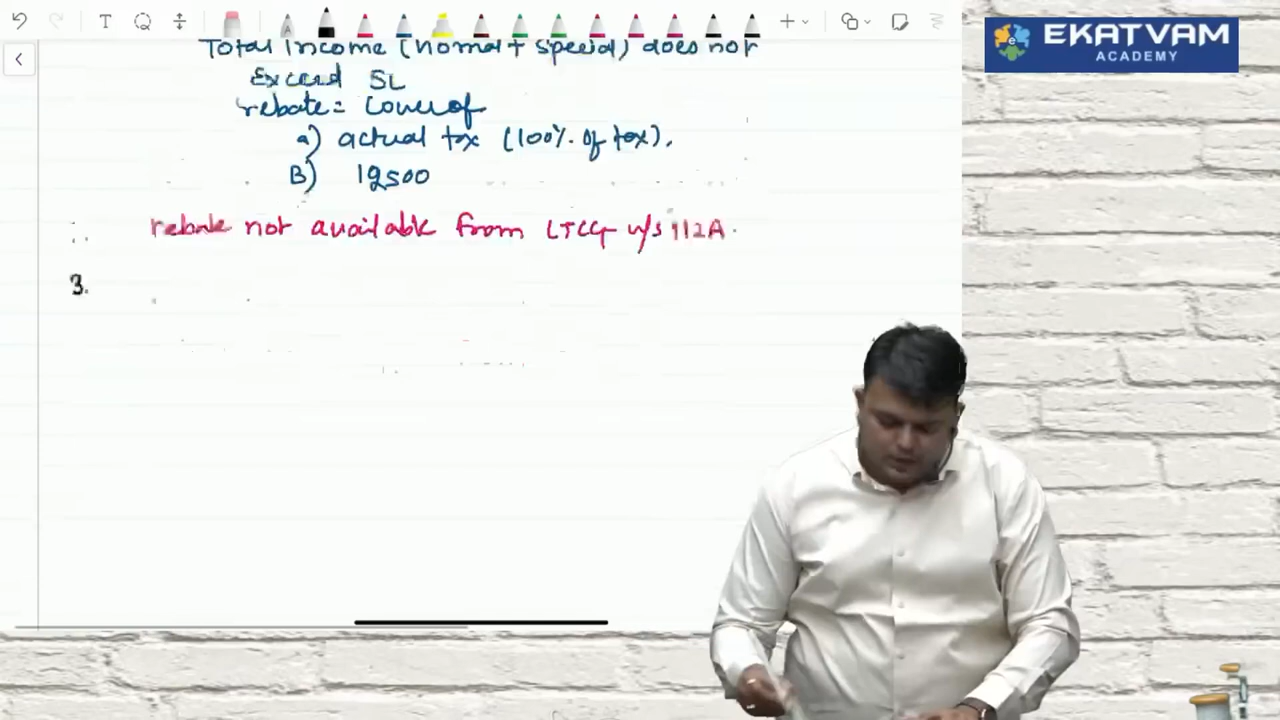 Total Income (Normal + Special) does not
Exceed 5L
rebate = Lower of
a) actual tax (100% of tax).
B) 12500
rebate not available from LTCG u/s 112A.
3.
EKATVAM
ACADEMY